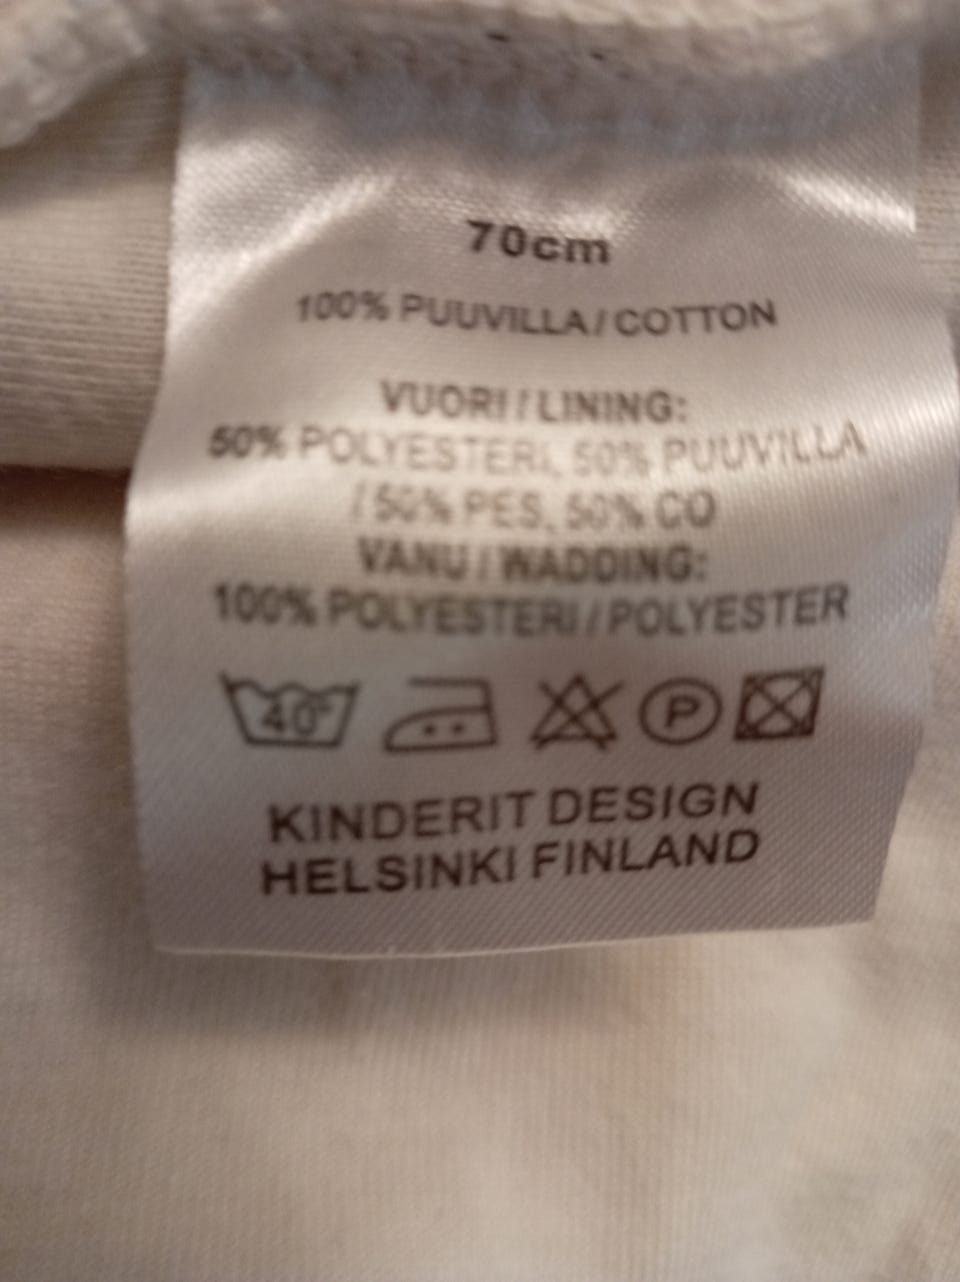 70cm
100% PUUVILLA / COTTON
VUORI / LINING:
50% POLYESTERI, 50% PUUVILLA
/ 50% PES, 50% CO
VANU / WADDING:
100% POLYESTERI / POLYESTER
40° P
KINDERIT DESIGN
HELSINKI FINLAND